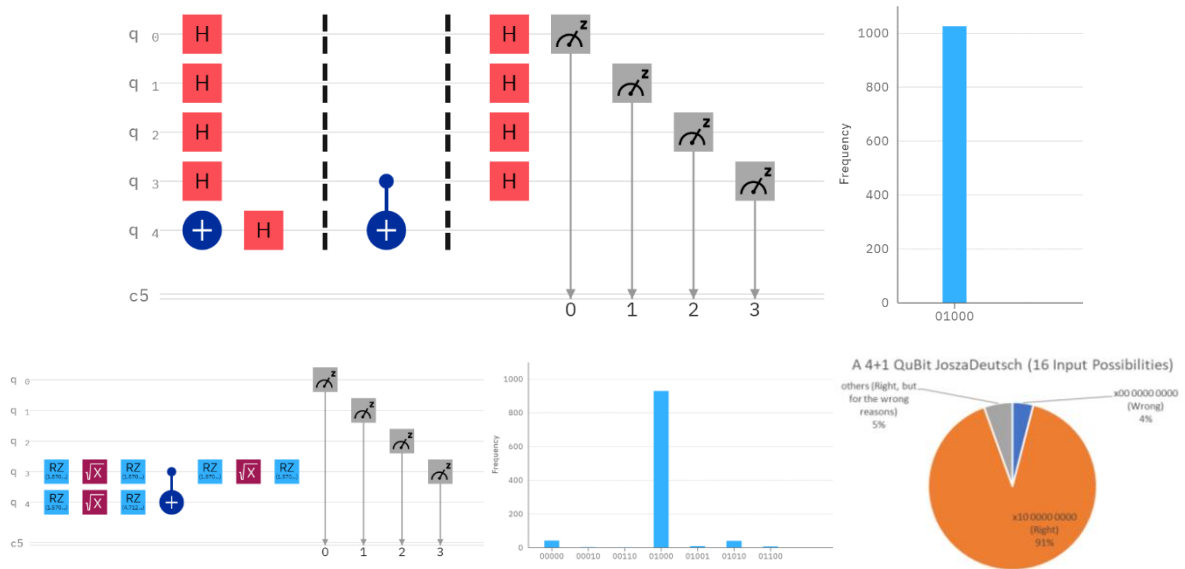 q 0 H H z
q 1 H H z
q 2 H H z
q 3 H H z
q 4 + H +
c5
0 1 2 3
1000
800
600
400
200
0
Frequency
01000
q 0 z
q 1 z
q 2 z
q 3 RZ √X RZ RZ √X RZ z
q 4 RZ √X RZ +
c5
0 1 2 3
1000
800
600
400
200
0
Frequency
00000 00010 00110 01000 01001 01010 01100
A 4+1 QuBit JoszaDeutsch (16 Input Possibilities)
others (Right, but
for the wrong
reasons)
5%
x00 0000 0000
(Wrong)
4%
x10 0000 0000
(Right)
91%